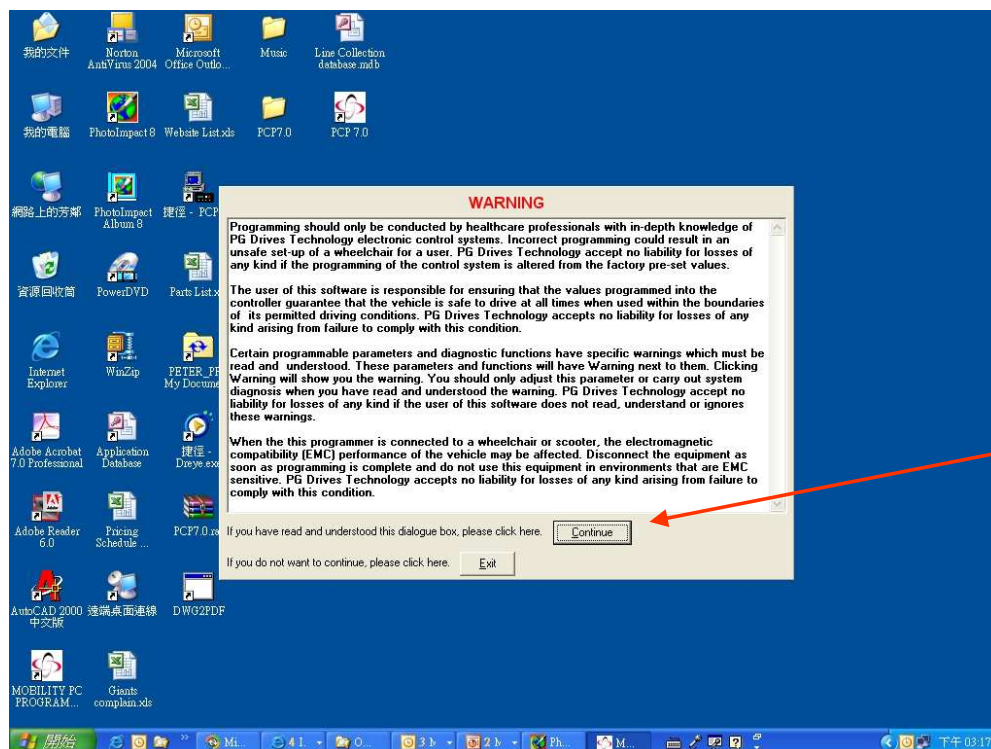 我的文件
Norton
AntiVirus 2004
Microsoft
Office Outlo...
Music
Line Collection
database.mdb
我的電腦
PhotoImpact 8
Website List.xls
PCP7.0
PCP 7.0
網路上的芳鄰
PhotoImpact
Album 8
捷徑 - PCP
資源回收筒
PowerDVD
Parts List.x
Internet
Explorer
WinZip
PETER_PF
My Docume
Adobe Acrobat
7.0 Professional
Application
Database
捷徑 -
Dreye.exe
Adobe Reader
6.0
Pricing
Schedule ...
PCP7.0.ra
AutoCAD 2000
中文版
遠端桌面連線
DWG2PDF
MOBILITY PC
PROGRAM...
Giants
complain.xls
WARNING
Programming should only be conducted by healthcare professionals with in-depth knowledge of
PG Drives Technology electronic control systems. Incorrect programming could result in an
unsafe set-up of a wheelchair for a user. PG Drives Technology accept no liability for losses of
any kind if the programming of the control system is altered from the factory pre-set values.
The user of this software is responsible for ensuring that the values programmed into the
controller guarantee that the vehicle is safe to drive at all times when used within the boundaries
of its permitted driving conditions. PG Drives Technology accepts no liability for losses of any
kind arising from failure to comply with this condition.
Certain programmable parameters and diagnostic functions have specific warnings which must be
read and understood. These parameters and functions will have Warning next to them. Clicking
Warning will show you the warning. You should only adjust this parameter or carry out system
diagnosis when you have read and understood the warning. PG Drives Technology accept no
liability for losses of any kind if the user of this software does not read, understand or ignores
these warnings.
When the this programmer is connected to a wheelchair or scooter, the electromagnetic
compatibility (EMC) performance of the vehicle may be affected. Disconnect the equipment as
soon as programming is complete and do not use this equipment in environments that are EMC
sensitive. PG Drives Technology accepts no liability for losses of any kind arising from failure to
comply with this condition.
If you have read and understood this dialogue box, please click here. Continue
If you do not want to continue, please click here. Exit
開始 Mi... 4 I. O... 3 2 Ph... M... 下午 03:17